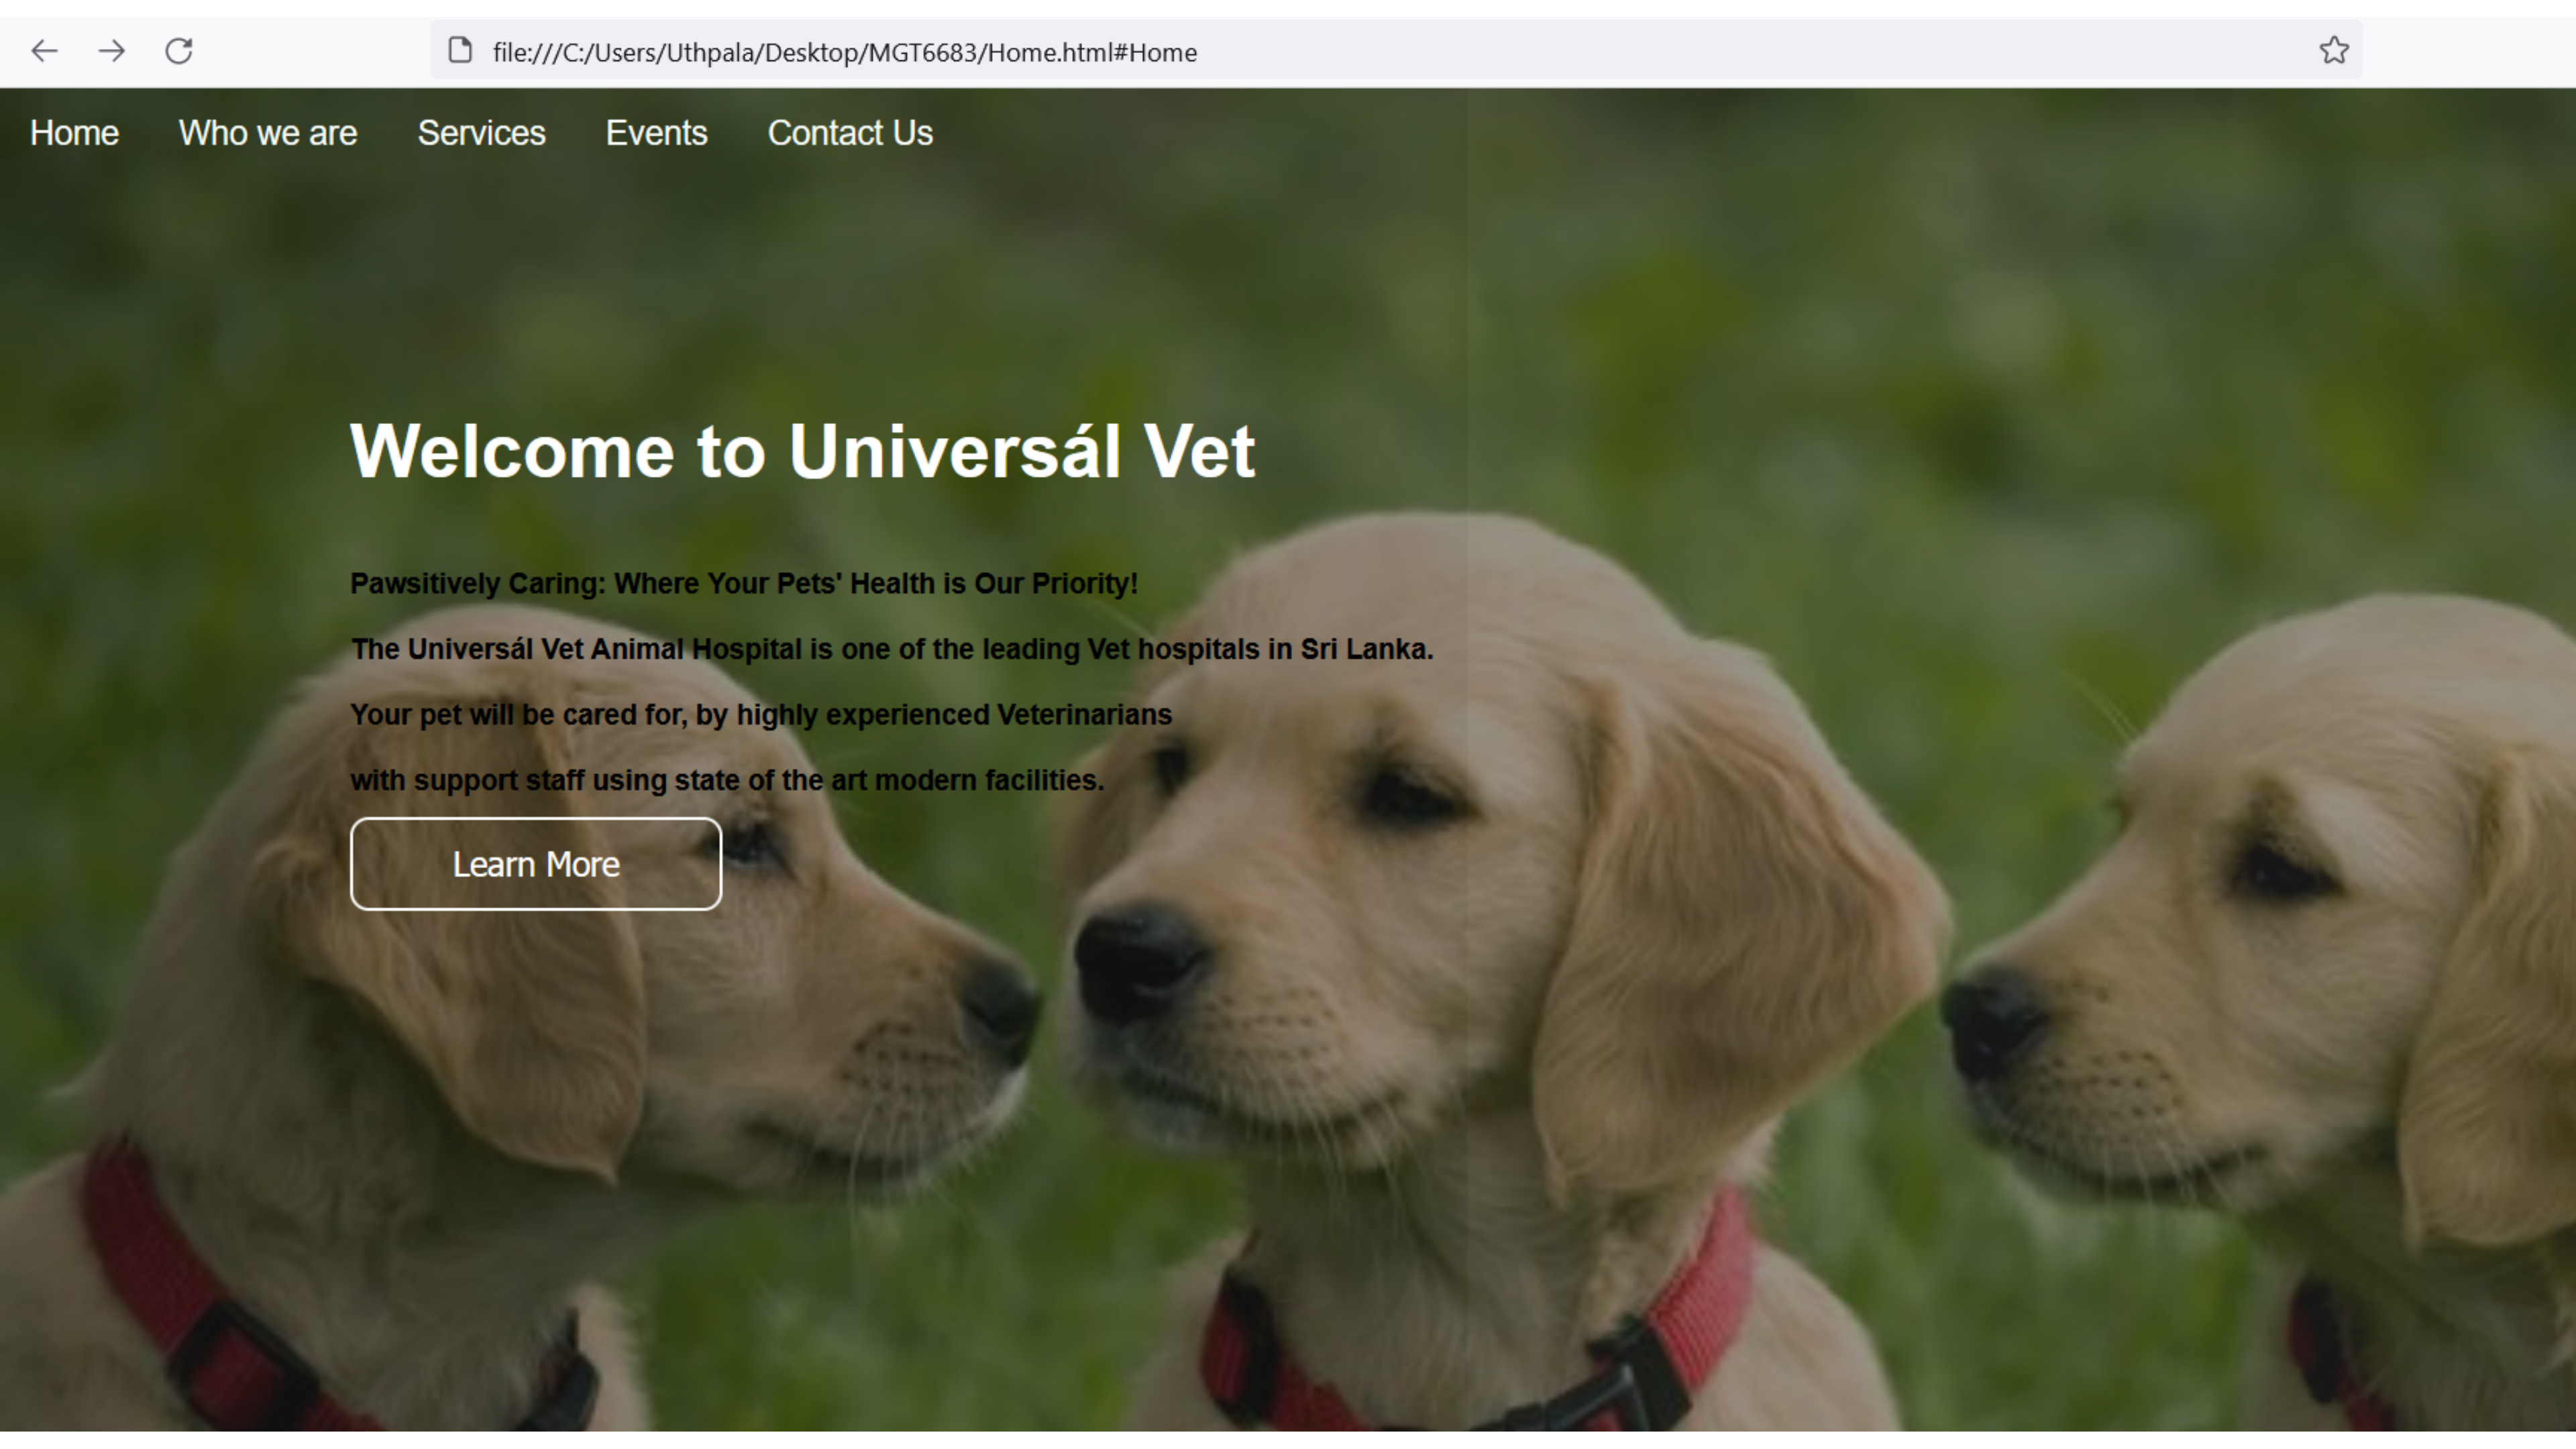 file:///C:/Users/Uthpala/Desktop/MGT6683/Home.html#Home
Home Who we are Services Events Contact Us
Welcome to Universál Vet
Pawsitively Caring: Where Your Pets' Health is Our Priority!
The Universál Vet Animal Hospital is one of the leading Vet hospitals in Sri Lanka.
Your pet will be cared for, by highly experienced Veterinarians
with support staff using state of the art modern facilities.
Learn More